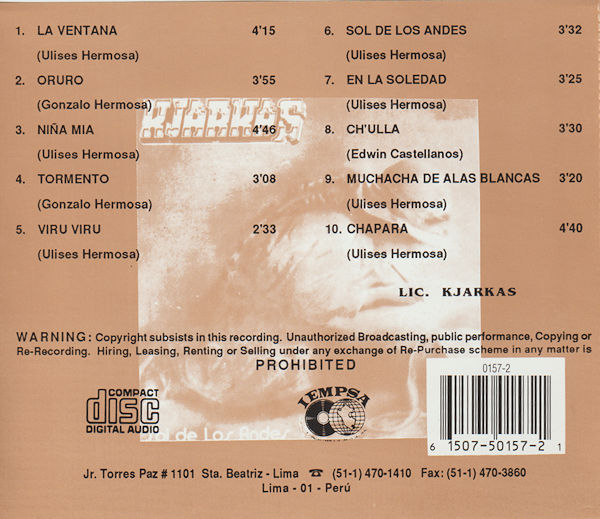 1. LA VENTANA 4'15
(Ulises Hermosa)
2. ORURO 3'55
(Gonzalo Hermosa)
3. NIÑA MIA 4'46
(Ulises Hermosa)
4. TORMENTO 3'08
(Gonzalo Hermosa)
5. VIRU VIRU 2'33
(Ulises Hermosa)
6. SOL DE LOS ANDES 3'32
(Ulises Hermosa)
7. EN LA SOLEDAD 3'25
(Ulises Hermosa)
8. CH'ULLA 3'30
(Edwin Castellanos)
9. MUCHACHA DE ALAS BLANCAS 3'20
(Ulises Hermosa)
10. CHAPARA 4'40
(Ulises Hermosa)
KJARKAS
LIC. KJARKAS
WARNING: Copyright subsists in this recording. Unauthorized Broadcasting, public performance, Copying or
Re-Recording. Hiring, Leasing, Renting or Selling under any exchange of Re-Purchase scheme in any matter is
PROHIBITED
COMPACT
disc
DIGITAL AUDIO
IEMPSA
Sol de Los Andes
0157-2
6 1507-50157-2 1
Jr. Torres Paz # 1101 Sta. Beatriz - Lima ☎ (51-1) 470-1410 Fax: (51-1) 470-3860
Lima - 01 - Perú